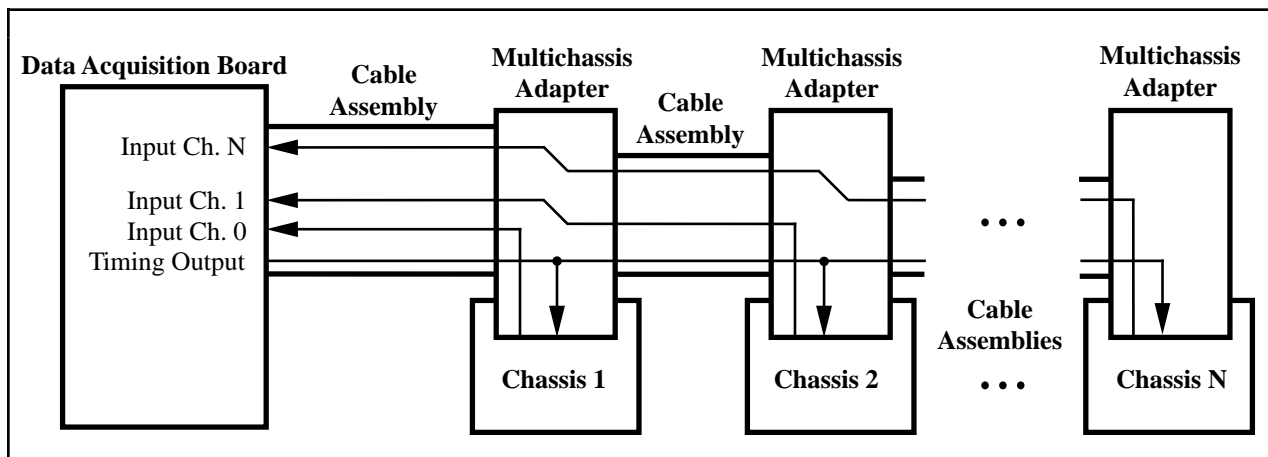 Data Acquisition Board
Cable
Assembly
Multichassis
Adapter
Cable
Assembly
Multichassis
Adapter
Multichassis
Adapter
Input Ch. N
Input Ch. 1
Input Ch. 0
Timing Output
• • •
Cable
Assemblies
• • •
Chassis 1
Chassis 2
Chassis N